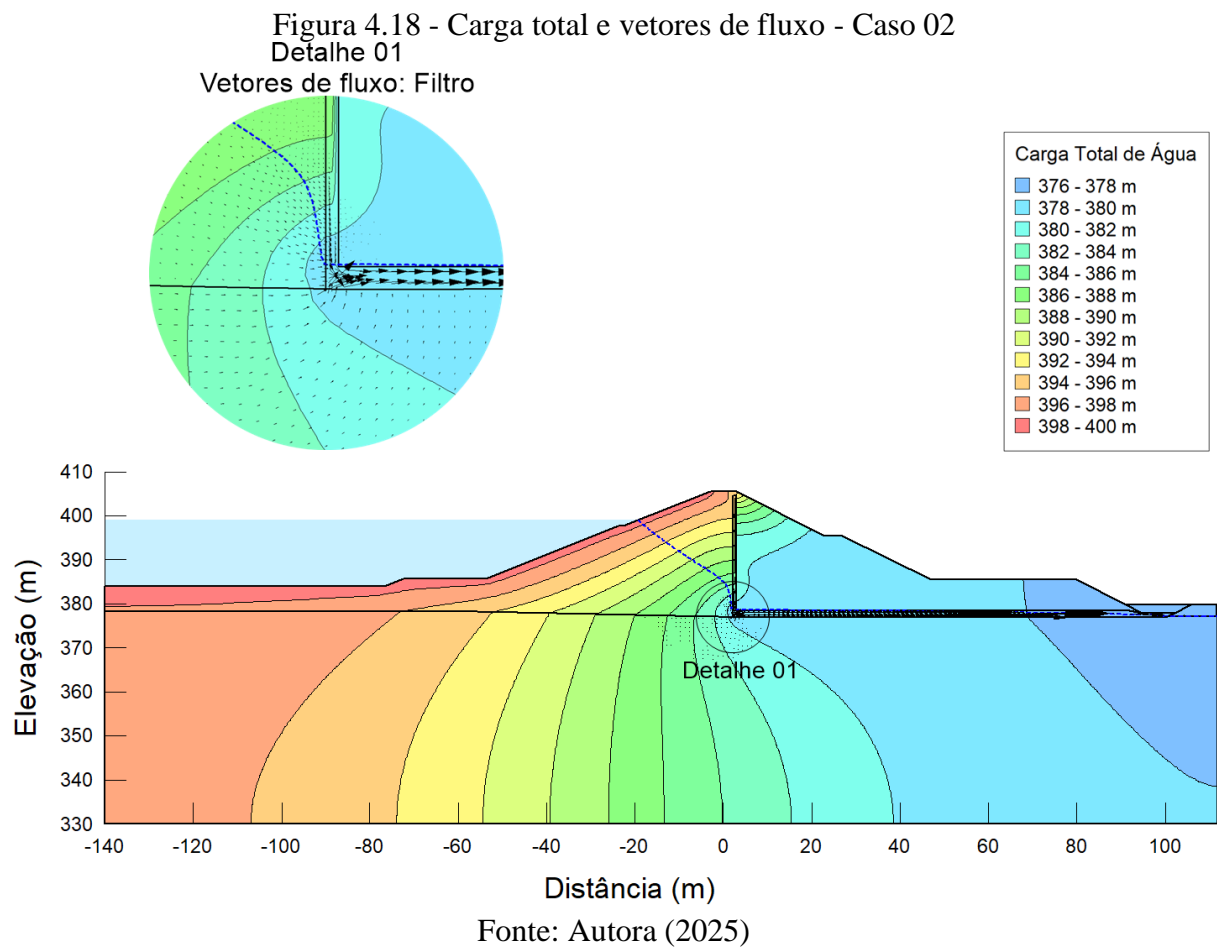 Figura 4.18 - Carga total e vetores de fluxo - Caso 02
Detalhe 01
Vetores de fluxo: Filtro
Carga Total de Água
376 - 378 m
378 - 380 m
380 - 382 m
382 - 384 m
384 - 386 m
386 - 388 m
388 - 390 m
390 - 392 m
392 - 394 m
394 - 396 m
396 - 398 m
398 - 400 m
410
400
390
380
370
360
350
340
330
Elevação (m)
Detalhe 01
-140 -120 -100 -80 -60 -40 -20 0 20 40 60 80 100
Distância (m)
Fonte: Autora (2025)